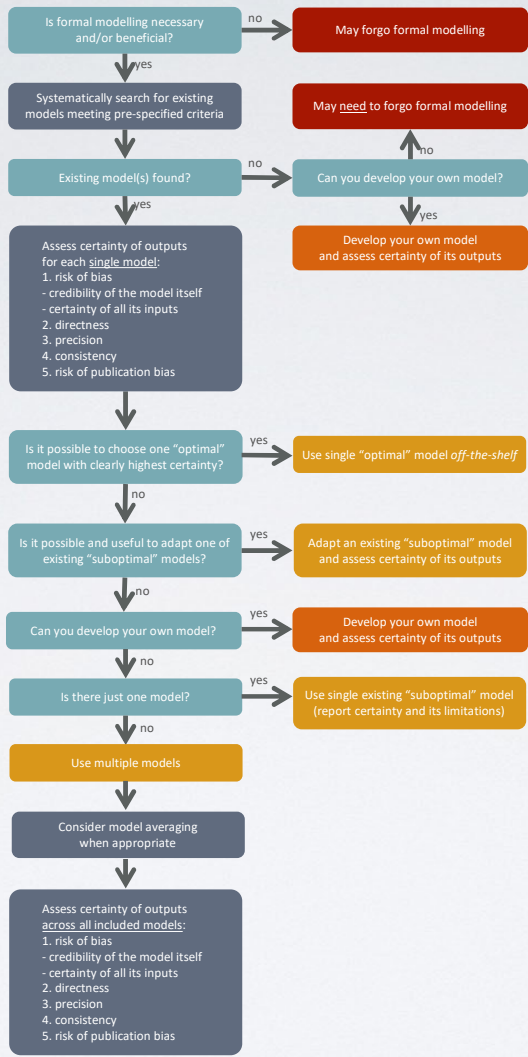 Is formal modelling necessary
and/or beneficial?
no
May forgo formal modelling
yes
Systematically search for existing
models meeting pre-specified criteria
May need to forgo formal modelling
no
Existing model(s) found?
no
Can you develop your own model?
yes
yes
Develop your own model
and assess certainty of its outputs
Assess certainty of outputs
for each single model:
1. risk of bias
- credibility of the model itself
- certainty of all its inputs
2. directness
3. precision
4. consistency
5. risk of publication bias
Is it possible to choose one “optimal”
model with clearly highest certainty?
yes
Use single “optimal” model off-the-shelf
no
Is it possible and useful to adapt one of
existing “suboptimal” models?
yes
Adapt an existing “suboptimal” model
and assess certainty of its outputs
no
Can you develop your own model?
yes
Develop your own model
and assess certainty of its outputs
no
Is there just one model?
yes
Use single existing “suboptimal” model
(report certainty and its limitations)
no
Use multiple models
Consider model averaging
when appropriate
Assess certainty of outputs
across all included models:
1. risk of bias
- credibility of the model itself
- certainty of all its inputs
2. directness
3. precision
4. consistency
5. risk of publication bias